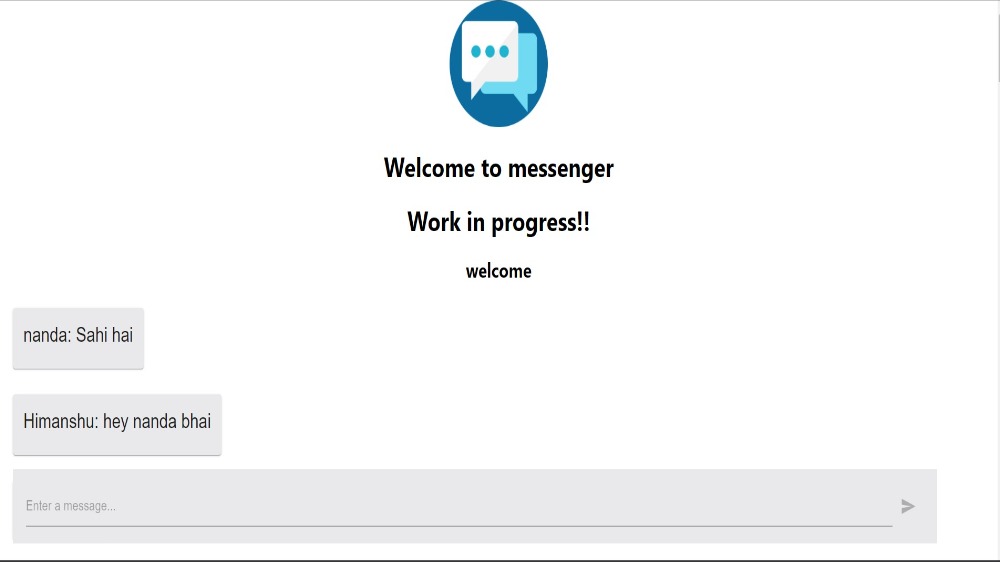 Welcome to messenger
Work in progress!!
welcome
nanda: Sahi hai
Himanshu: hey nanda bhai
Enter a message...